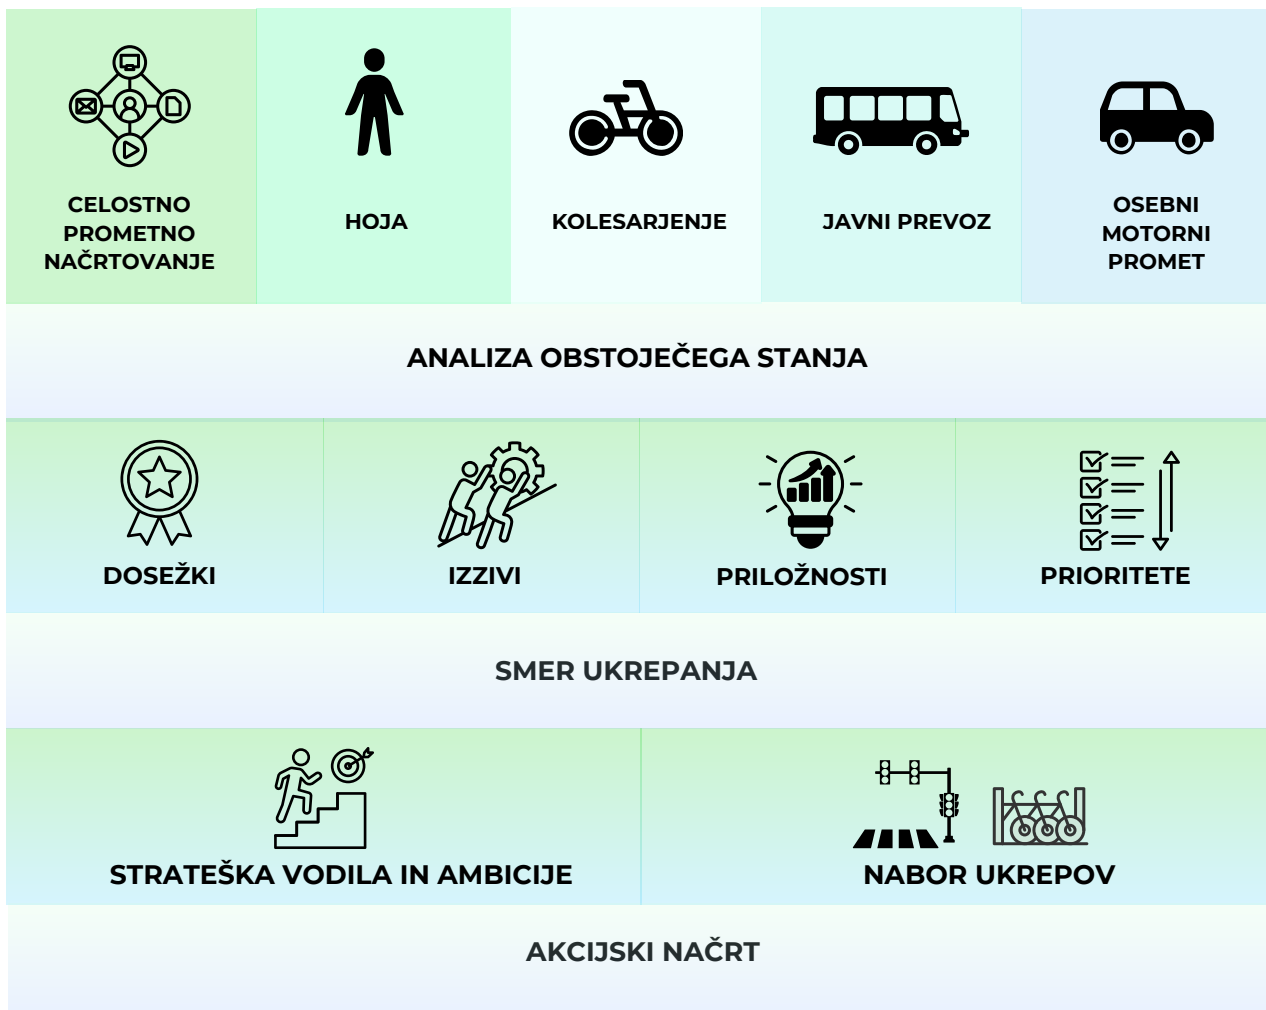 CELOSTNO
PROMETNO
NAČRTOVANJE
HOJA
KOLESARJENJE
JAVNI PREVOZ
OSEBNI
MOTORNI
PROMET
ANALIZA OBSTOJEČEGA STANJA
DOSEŽKI
IZZIVI
PRILOŽNOSTI
PRIORITETE
SMER UKREPANJA
STRATEŠKA VODILA IN AMBICIJE
NABOR UKREPOV
AKCIJSKI NAČRT